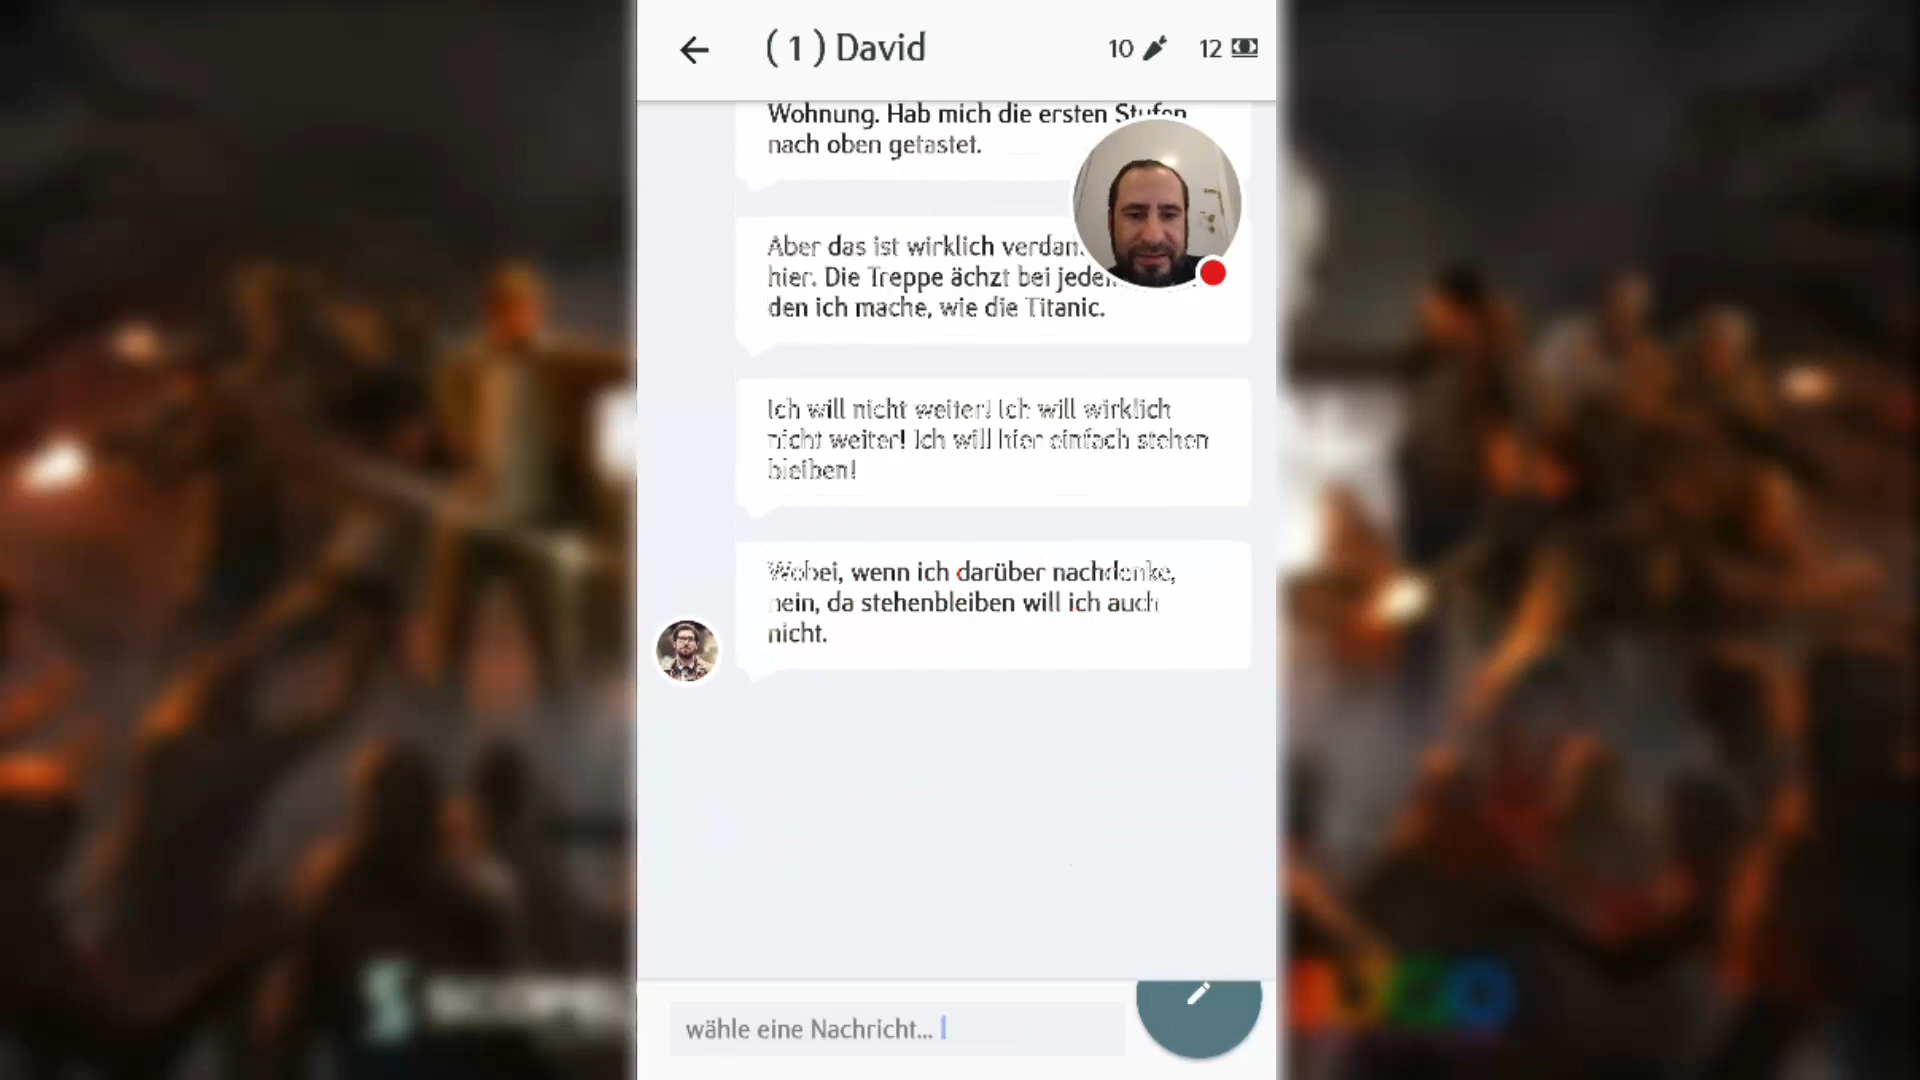 ( 1 ) David
10
12
Wohnung. Hab mich die ersten Stufen
nach oben getastet.
Aber das ist wirklich
hier. Die Treppe ächzt bei
den ich mache, wie die Titanic.
Ich will nicht weiter! Ich will wirklich
nicht weiter! Ich will hier einfach stehen
bleiben!
Wobei, wenn ich darüber nachdenke,
nein, da stehenbleiben will ich auch
nicht.
wähle eine Nachricht...